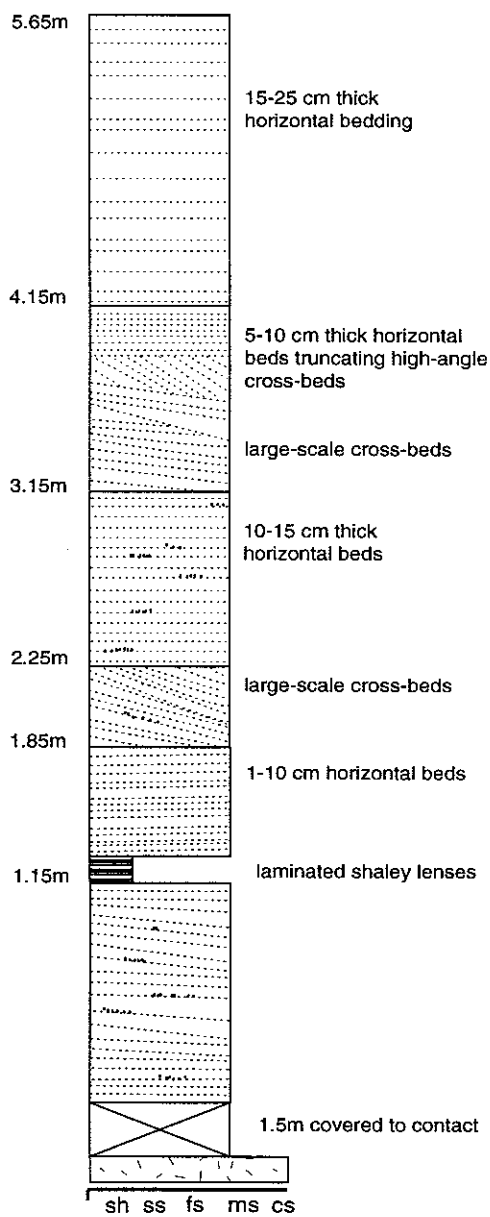 5.65m
15-25 cm thick
horizontal bedding
4.15m
5-10 cm thick horizontal
beds truncating high-angle
cross-beds
large-scale cross-beds
3.15m
10-15 cm thick
horizontal beds
2.25m
large-scale cross-beds
1.85m
1-10 cm horizontal beds
1.15m
laminated shaley lenses
1.5m covered to contact
sh ss fs ms cs